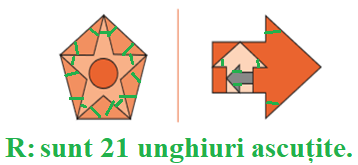 R: sunt 21 unghiuri ascuțite.